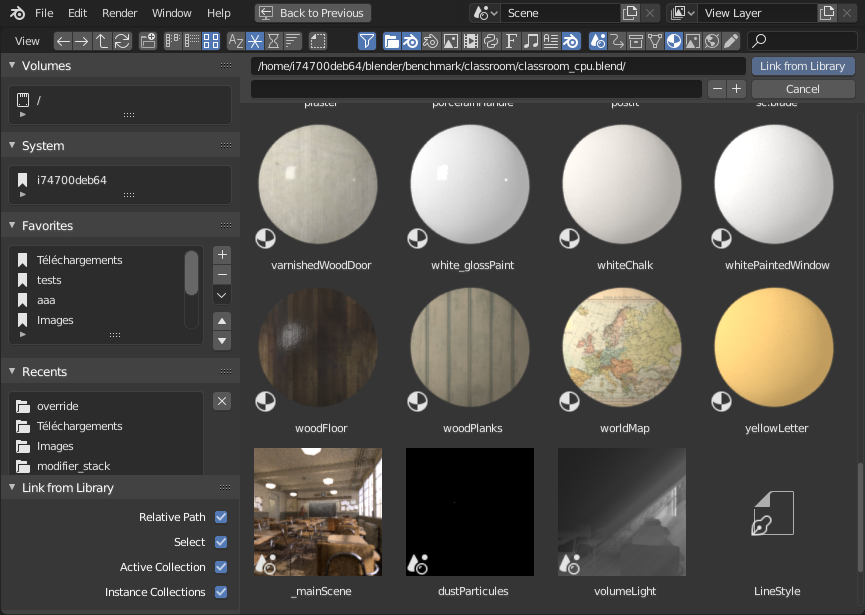 File Edit Render Window Help Back to Previous Scene View Layer
View
Volumes
/
System
i74700deb64
Favorites
Téléchargements
tests
aaa
Images
Recents
override
Téléchargements
Images
modifier_stack
Link from Library
Relative Path
Select
Active Collection
Instance Collections
/home/i74700deb64/blender/benchmark/classroom/classroom_cpu.blend/ Link from Library
Cancel
plaster porcelainHandle postit sc.blade
varnishedWoodDoor white_glossPaint whiteChalk whitePaintedWindow
woodFloor woodPlanks worldMap yellowLetter
_mainScene dustParticules volumeLight LineStyle